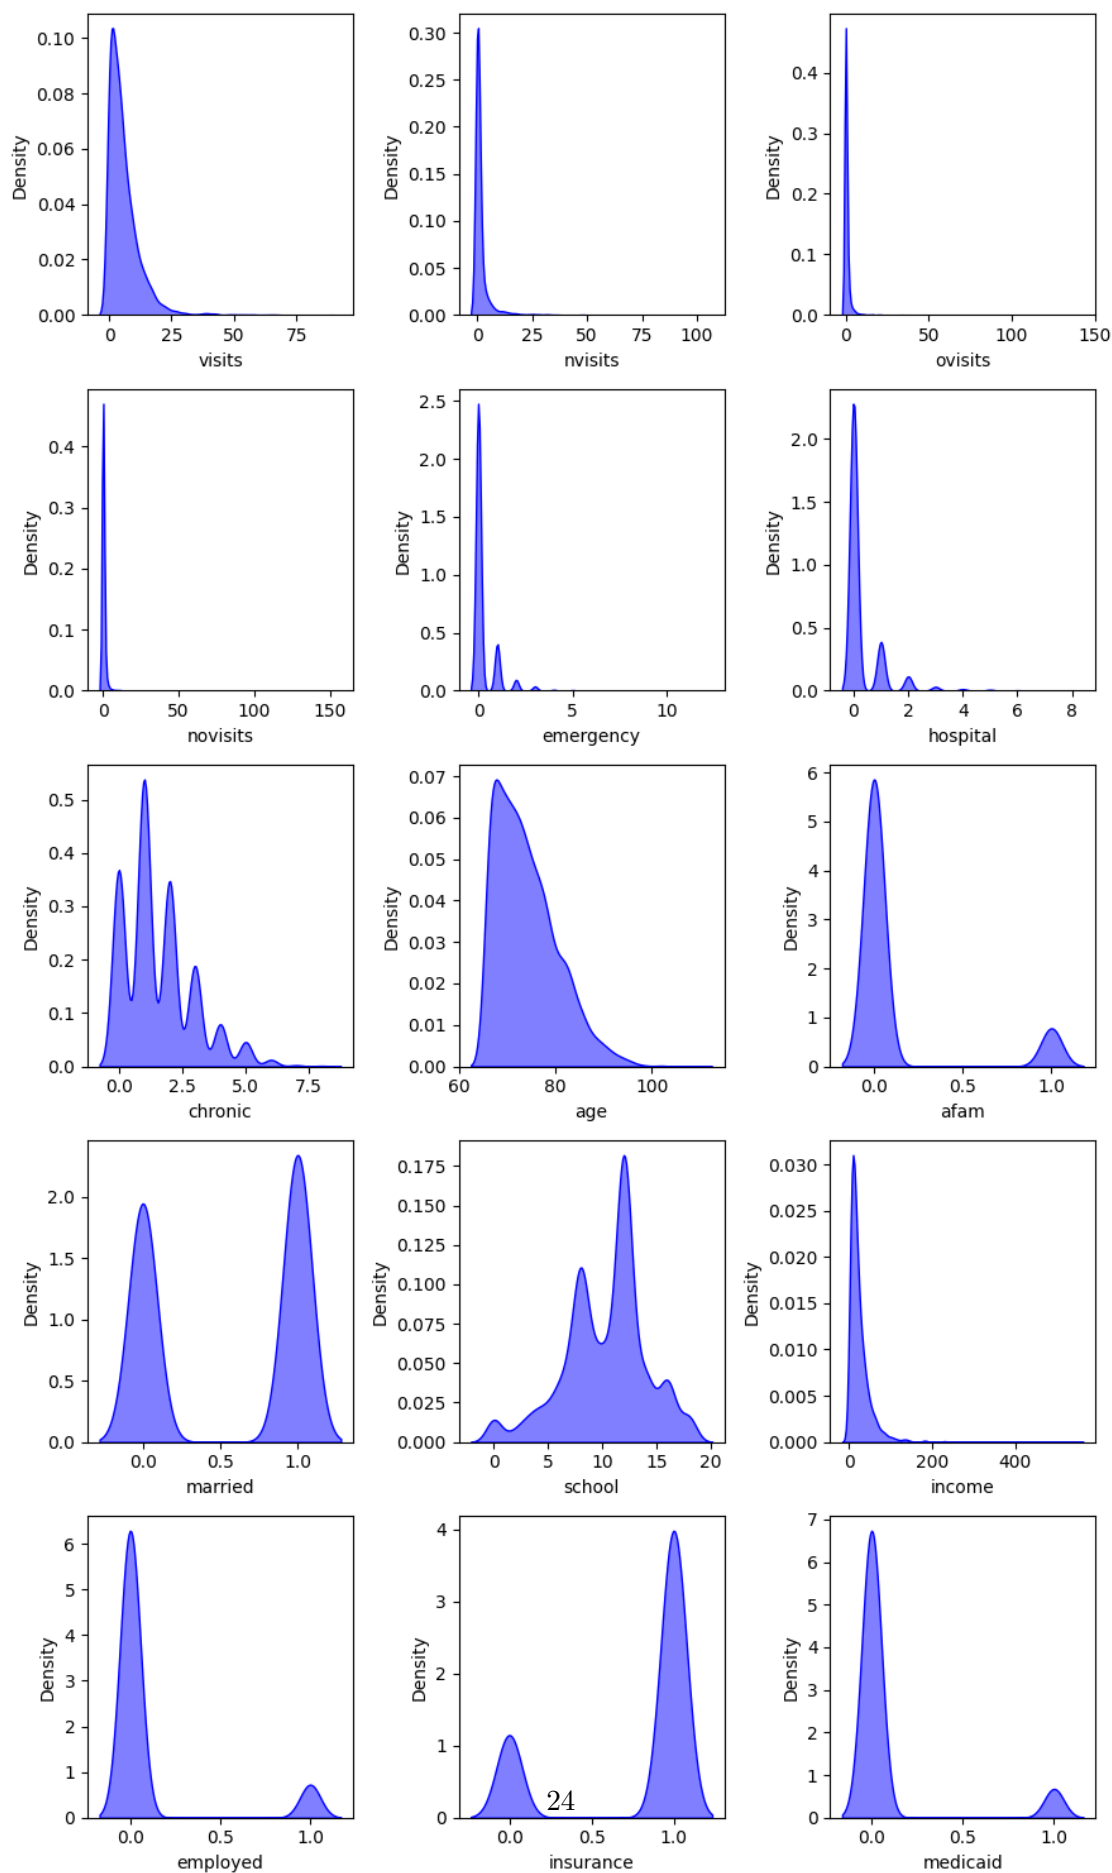 0.10
0.08
0.06
0.04
0.02
0.00
Density
0 25 50 75
visits
0.30
0.25
0.20
0.15
0.10
0.05
0.00
Density
0 25 50 75 100
nvisits
0.4
0.3
0.2
0.1
0.0
Density
0 50 100 150
ovisits
0.4
0.3
0.2
0.1
0.0
Density
0 50 100 150
novisits
2.5
2.0
1.5
1.0
0.5
0.0
Density
0 5 10
emergency
2.0
1.5
1.0
0.5
0.0
Density
0 2 4 6 8
hospital
0.5
0.4
0.3
0.2
0.1
0.0
Density
0.0 2.5 5.0 7.5
chronic
0.07
0.06
0.05
0.04
0.03
0.02
0.01
0.00
Density
60 80 100
age
6
5
4
3
2
1
0
Density
0.0 0.5 1.0
afam
2.0
1.5
1.0
0.5
0.0
Density
0.0 0.5 1.0
married
0.175
0.150
0.125
0.100
0.075
0.050
0.025
0.000
Density
0 5 10 15 20
school
0.030
0.025
0.020
0.015
0.010
0.005
0.000
Density
0 200 400
income
6
5
4
3
2
1
0
Density
0.0 0.5 1.0
employed
4
3
2
1
0
Density
24
0.0 0.5 1.0
insurance
7
6
5
4
3
2
1
0
Density
0.0 0.5 1.0
medicaid